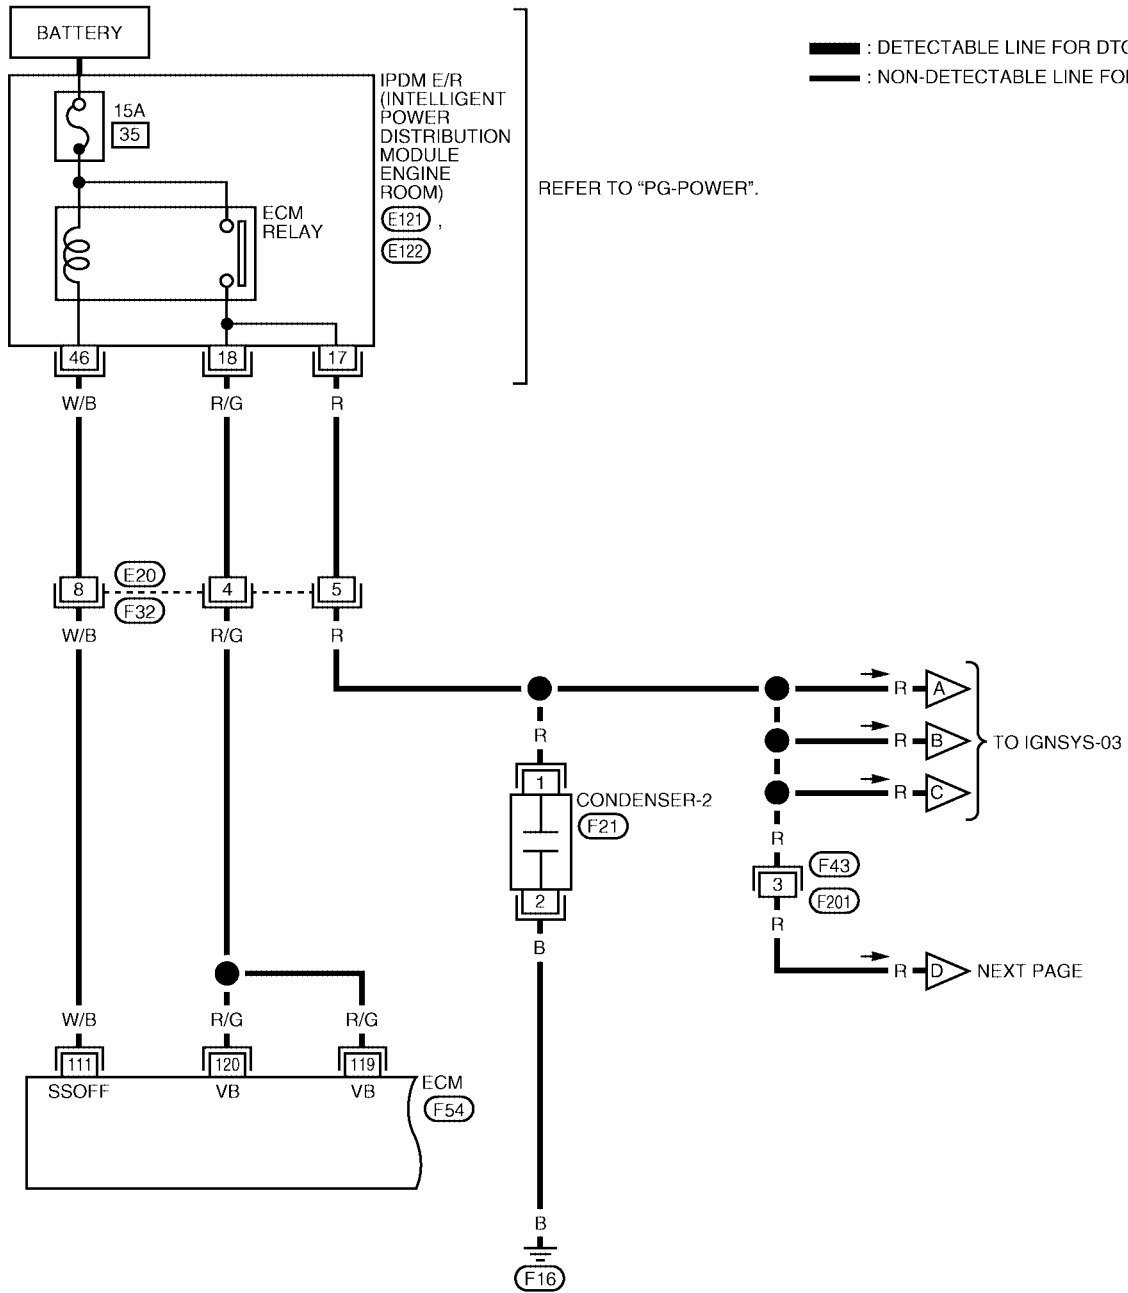 BATTERY
: DETECTABLE LINE FOR DTC
: NON-DETECTABLE LINE FO
15A
35
IPDM E/R
(INTELLIGENT
POWER
DISTRIBUTION
MODULE
ENGINE
ROOM)
E121 ,
E122
REFER TO “PG-POWER”.
ECM
RELAY
46 18 17
W/B R/G R
8 E20 4 5
F32
W/B R/G R
R A
R B
R C
TO IGNSYS-03
R
1
CONDENSER-2
F21
2
B
R
F43
3
F201
R
R D NEXT PAGE
W/B R/G R/G
111 120 119
SSOFF VB VB
ECM
F54
B
F16